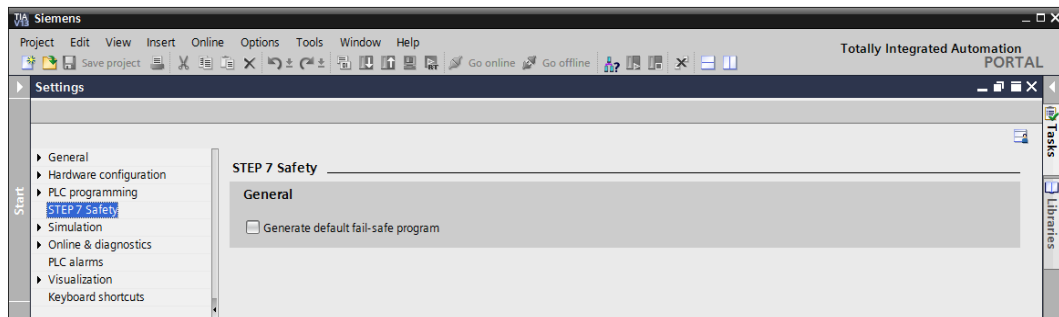 Siemens
Project Edit View Insert Online Options Tools Window Help
Totally Integrated Automation
PORTAL
Save project Go online Go offline
Settings
Tasks
Libraries
Start
General
Hardware configuration
PLC programming
STEP 7 Safety
Simulation
Online & diagnostics
PLC alarms
Visualization
Keyboard shortcuts
STEP 7 Safety
General
Generate default fail-safe program